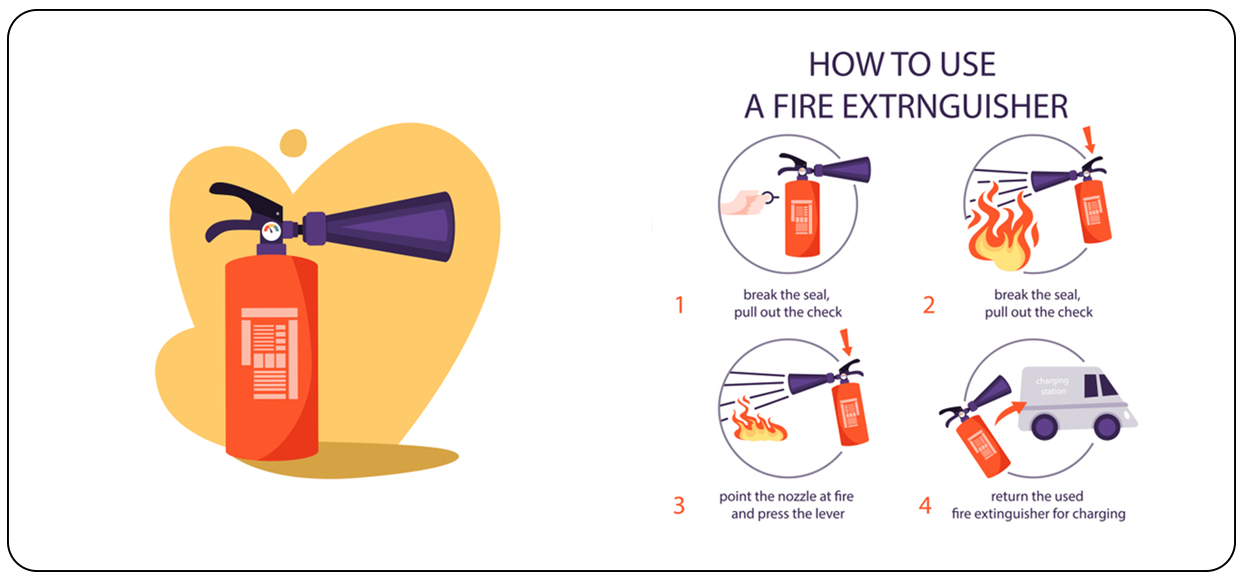 HOW TO USE
A FIRE EXTRNGUISHER
1
break the seal,
pull out the check
2
break the seal,
pull out the check
3
point the nozzle at fire
and press the lever
charging
station
4
return the used
fire extinguisher for charging